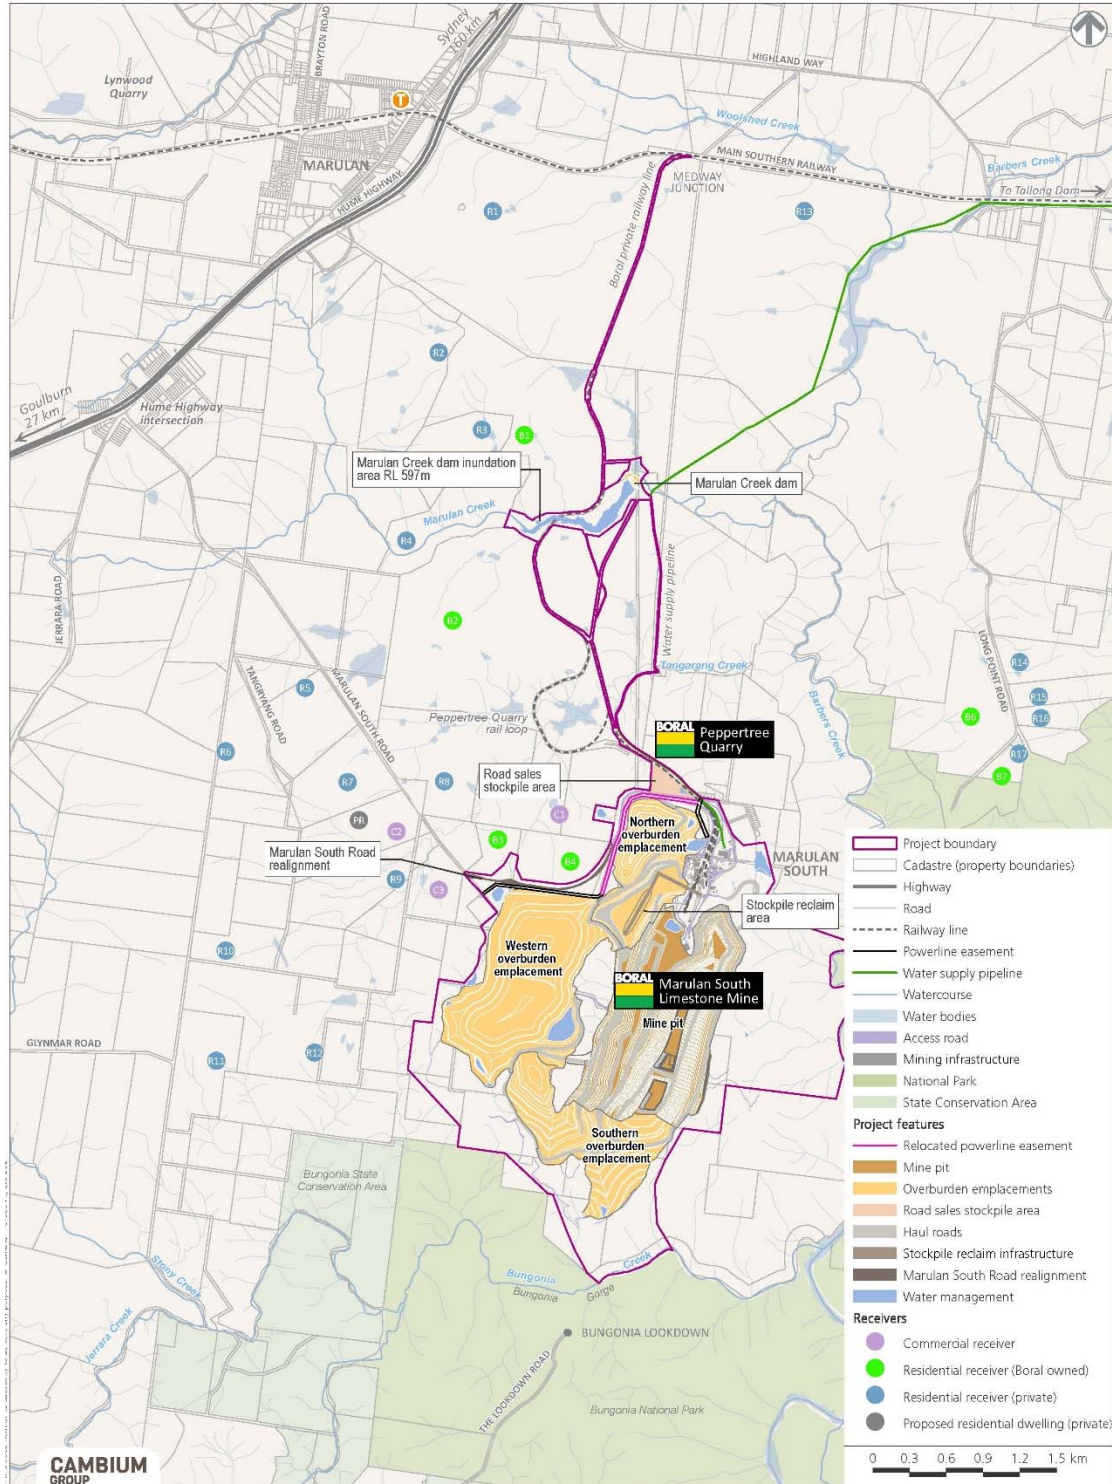 Sydney
160 km
BRAYTON ROAD
HIGHLAND WAY
Lynwood
Quarry
T
Woolshed Creek
MARULAN
HUME HIGHWAY
MAIN SOUTHERN RAILWAY
Barbers Creek
MEDWAY
JUNCTION
To Tallong Dam
R1
R13
Boral private railway line
R2
Goulburn
27 km
Hume Highway
intersection
R3
B1
Marulan Creek dam inundation
area RL 597m
Marulan Creek dam
Marulan Creek
R4
JERRARA ROAD
Water supply pipeline
B2
TANGRYANG ROAD
MARULAN SOUTH ROAD
Tangarang Creek
LONG POINT ROAD
R14
R5
R15
Barbers Creek
B6
R16
Peppertree Quarry
rail loop
BORAL
Peppertree
Quarry
R6
R17
B7
Road sales
stockpile area
R7
R8
PR
C2
C1
Northern
overburden
emplacement
Marulan South Road
realignment
B3
B4
MARULAN
SOUTH
R9
C3
Stockpile reclaim
area
R10
Western
overburden
emplacement
BORAL
Marulan South
Limestone Mine
Mine pit
GLYNMAR ROAD
R11
R12
Southern
overburden
emplacement
Bungonia State
Conservation Area
Stony Creek
Bungonia Creek
Bungonia Gorge
Jerrara Creek
BUNGONIA LOOKDOWN
THE LOOKDOWN ROAD
Bungonia National Park
CAMBIUM
GROUP
Project boundary
Cadastre (property boundaries)
Highway
Road
Railway line
Powerline easement
Water supply pipeline
Watercourse
Water bodies
Access road
Mining infrastructure
National Park
State Conservation Area
Project features
Relocated powerline easement
Mine pit
Overburden emplacements
Road sales stockpile area
Haul roads
Stockpile reclaim infrastructure
Marulan South Road realignment
Water management
Receivers
Commercial receiver
Residential receiver (Boral owned)
Residential receiver (private)
Proposed residential dwelling (private)
0 0.3 0.6 0.9 1.2 1.5 km